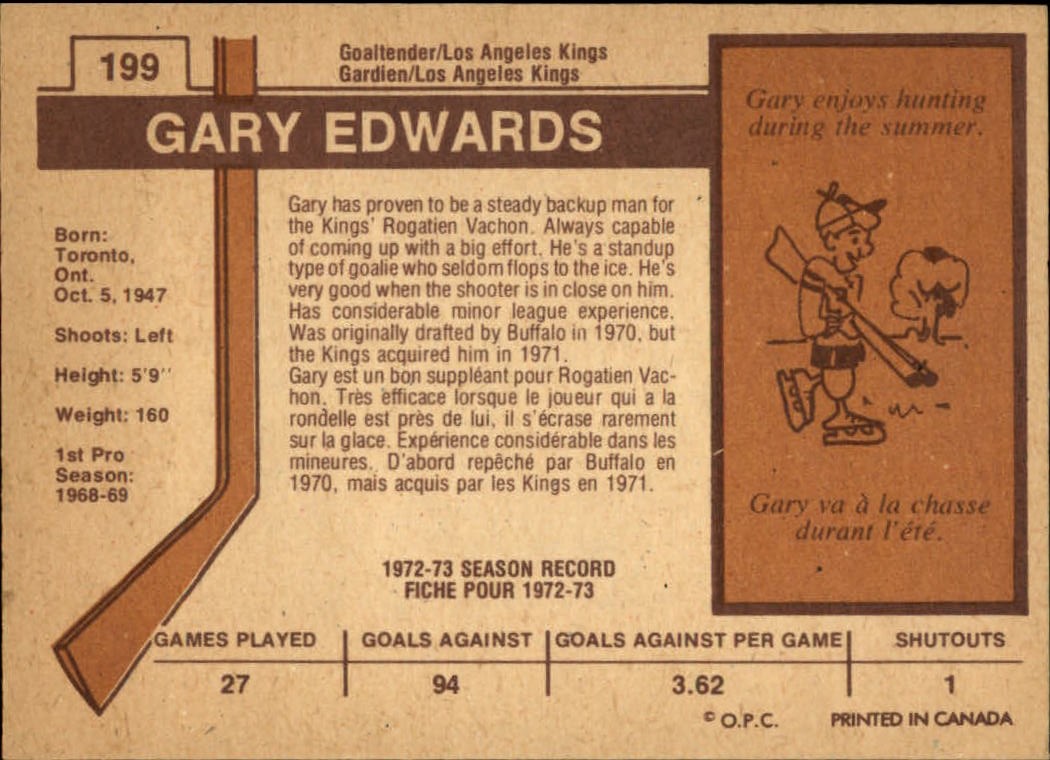 199
Goaltender/Los Angeles Kings
Gardien/Los Angeles Kings
GARY EDWARDS
Born:
Toronto,
Ont.
Oct. 5, 1947
Shoots: Left
Height: 5'9''
Weight: 160
1st Pro
Season:
1968-69
Gary has proven to be a steady backup man for
the Kings' Rogatien Vachon. Always capable
of coming up with a big effort. He's a standup
type of goalie who seldom flops to the ice. He's
very good when the shooter is in close on him.
Has considerable minor league experience.
Was originally drafted by Buffalo in 1970, but
the Kings acquired him in 1971.
Gary est un bon suppléant pour Rogatien Vac-
hon. Très efficace lorsque le joueur qui a la
rondelle est près de lui, il s'écrase rarement
sur la glace. Expérience considérable dans les
mineures. D'abord repêché par Buffalo en
1970, mais acquis par les Kings en 1971.
Gary enjoys hunting
during the summer.
Gary va à la chasse
durant l'été.
1972-73 SEASON RECORD
FICHE POUR 1972-73
GAMES PLAYED GOALS AGAINST GOALS AGAINST PER GAME SHUTOUTS
27 94 3.62 1
© O.P.C. PRINTED IN CANADA